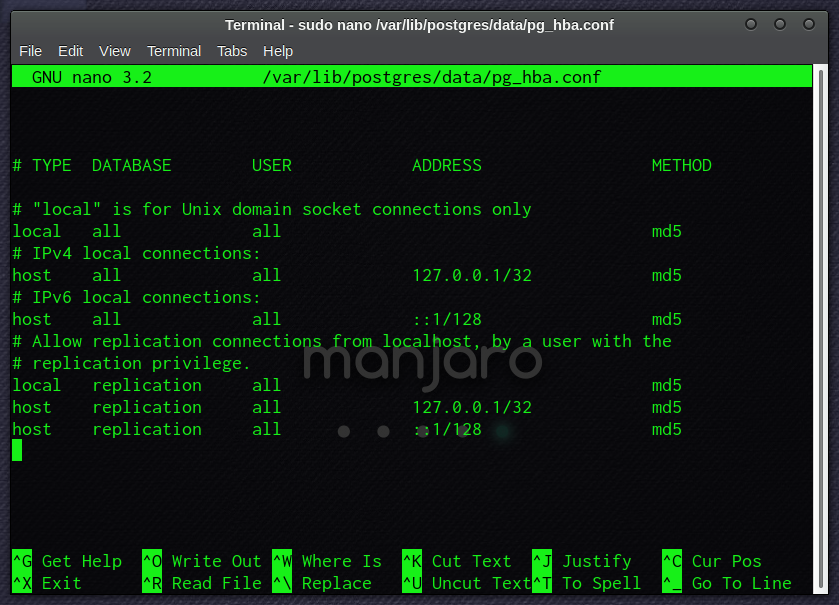 Terminal - sudo nano /var/lib/postgres/data/pg_hba.conf
File Edit View Terminal Tabs Help
GNU nano 3.2 /var/lib/postgres/data/pg_hba.conf
# TYPE DATABASE USER ADDRESS METHOD
# "local" is for Unix domain socket connections only
local all all md5
# IPv4 local connections:
host all all 127.0.0.1/32 md5
# IPv6 local connections:
host all all ::1/128 md5
# Allow replication connections from localhost, by a user with the
# replication privilege.
manjaro
local replication all md5
host replication all 127.0.0.1/32 md5
host replication all ::1/128 md5
^G Get Help ^O Write Out ^W Where Is ^K Cut Text ^J Justify ^C Cur Pos
^X Exit ^R Read File ^\ Replace ^U Uncut Text ^T To Spell ^_ Go To Line